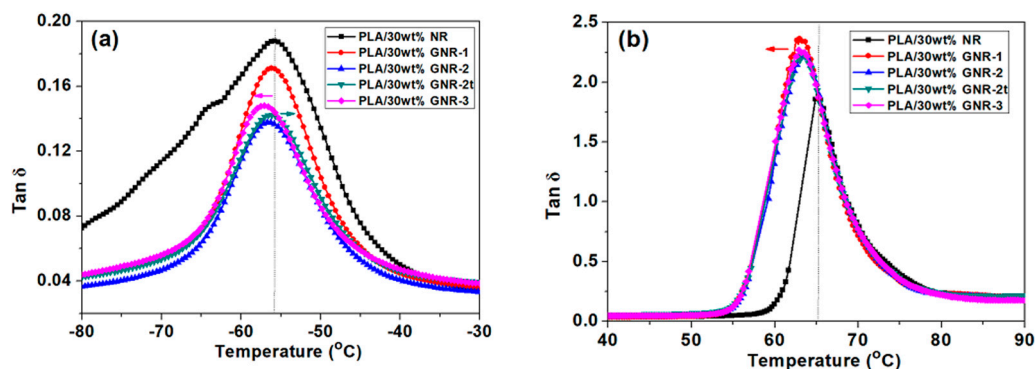 (a)
PLA/30wt% NR
PLA/30wt% GNR-1
PLA/30wt% GNR-2
PLA/30wt% GNR-2t
PLA/30wt% GNR-3
Tan δ
0.20
0.16
0.12
0.08
0.04
-80 -70 -60 -50 -40 -30
Temperature (°C)
(b)
PLA/30wt% NR
PLA/30wt% GNR-1
PLA/30wt% GNR-2
PLA/30wt% GNR-2t
PLA/30wt% GNR-3
Tan δ
2.5
2.0
1.5
1.0
0.5
0.0
40 50 60 70 80 90
Temperature (°C)